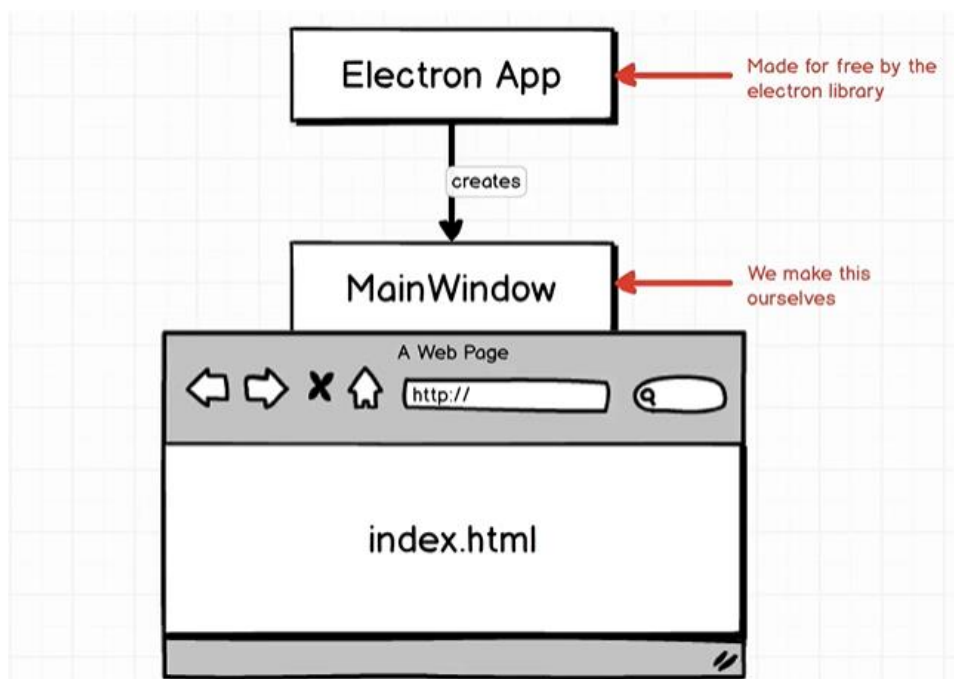 Electron App
Made for free by the
electron library
creates
MainWindow
We make this
ourselves
A Web Page
http://
index.html